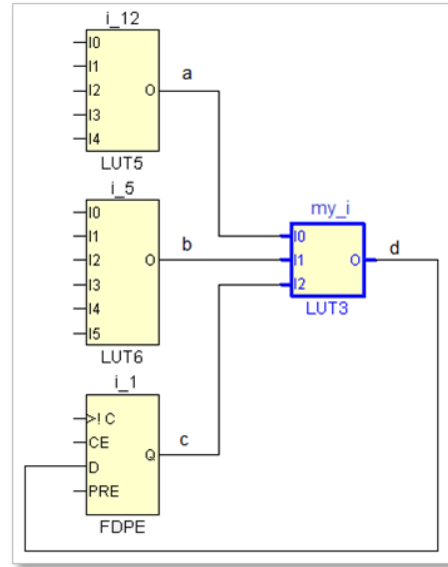 i_12
I0
I1
I2
I3
I4
O
LUT5
a
i_5
I0
I1
I2
I3
I4
I5
O
LUT6
b
my_i
I0
I1
I2
O
LUT3
d
i_1
>! C
CE
D
PRE
Q
FDPE
c